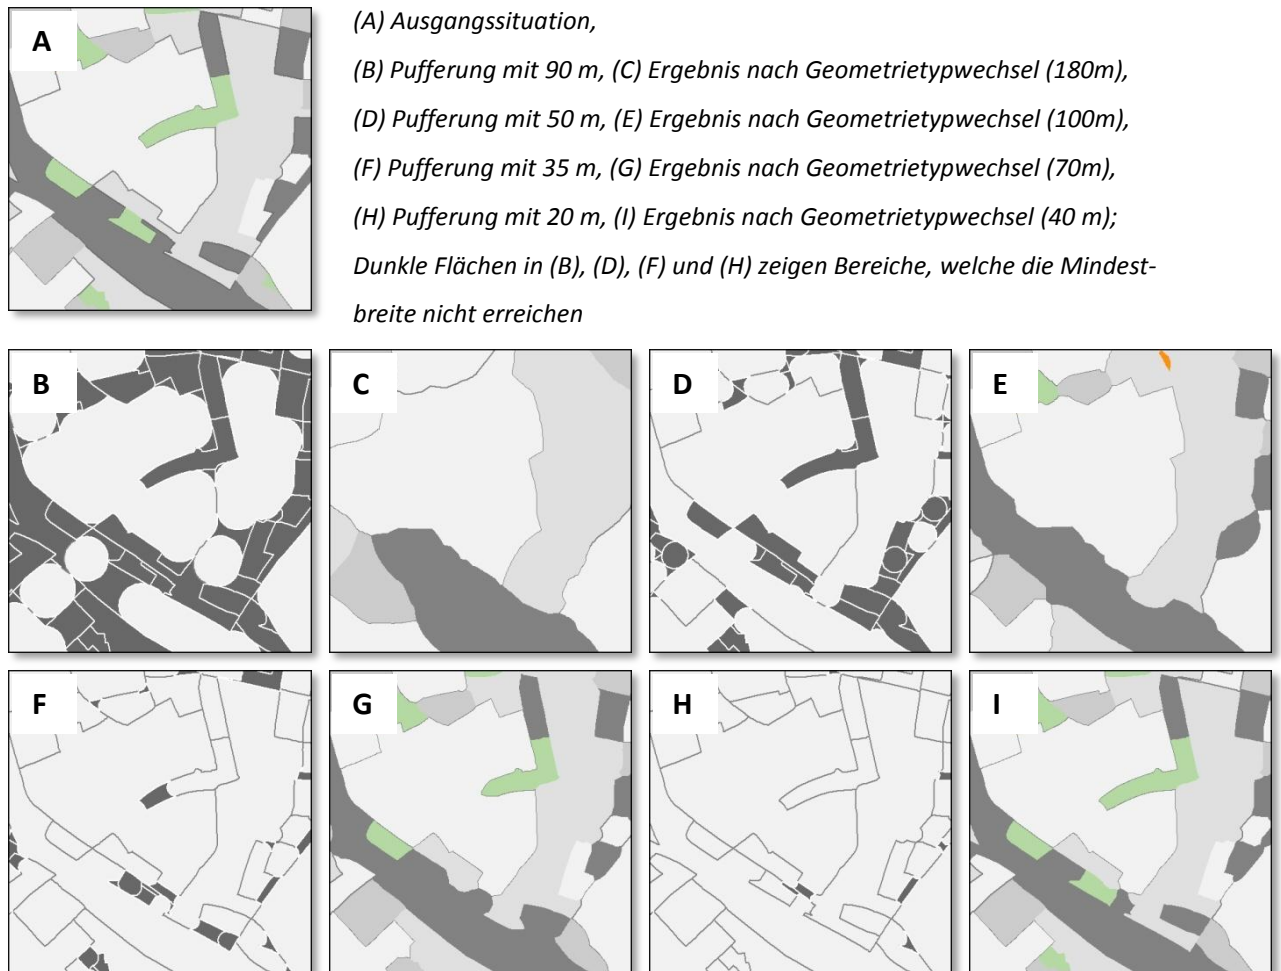 A
(A) Ausgangssituation,
(B) Pufferung mit 90 m, (C) Ergebnis nach Geometrietypwechsel (180m),
(D) Pufferung mit 50 m, (E) Ergebnis nach Geometrietypwechsel (100m),
(F) Pufferung mit 35 m, (G) Ergebnis nach Geometrietypwechsel (70m),
(H) Pufferung mit 20 m, (I) Ergebnis nach Geometrietypwechsel (40 m);
Dunkle Flächen in (B), (D), (F) und (H) zeigen Bereiche, welche die Mindest-
breite nicht erreichen
B
C
D
E
F
G
H
I